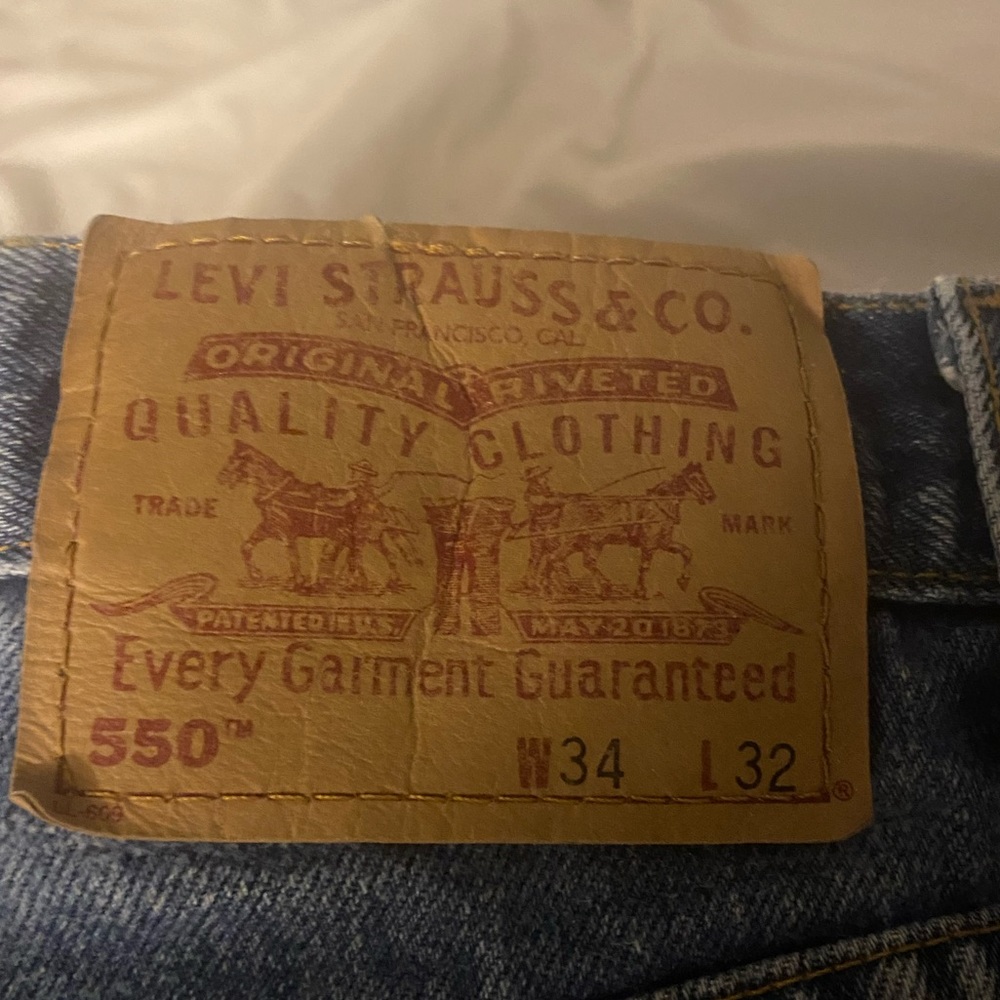 LEVI STRAUSS & CO.
SAN FRANCISCO, CAL
ORIGINAL RIVETED
QUALITY CLOTHING
TRADE MARK
PATENTED IN U.S. MAY 20 1873
Every Garment Guaranteed
550™ W34 L32
®